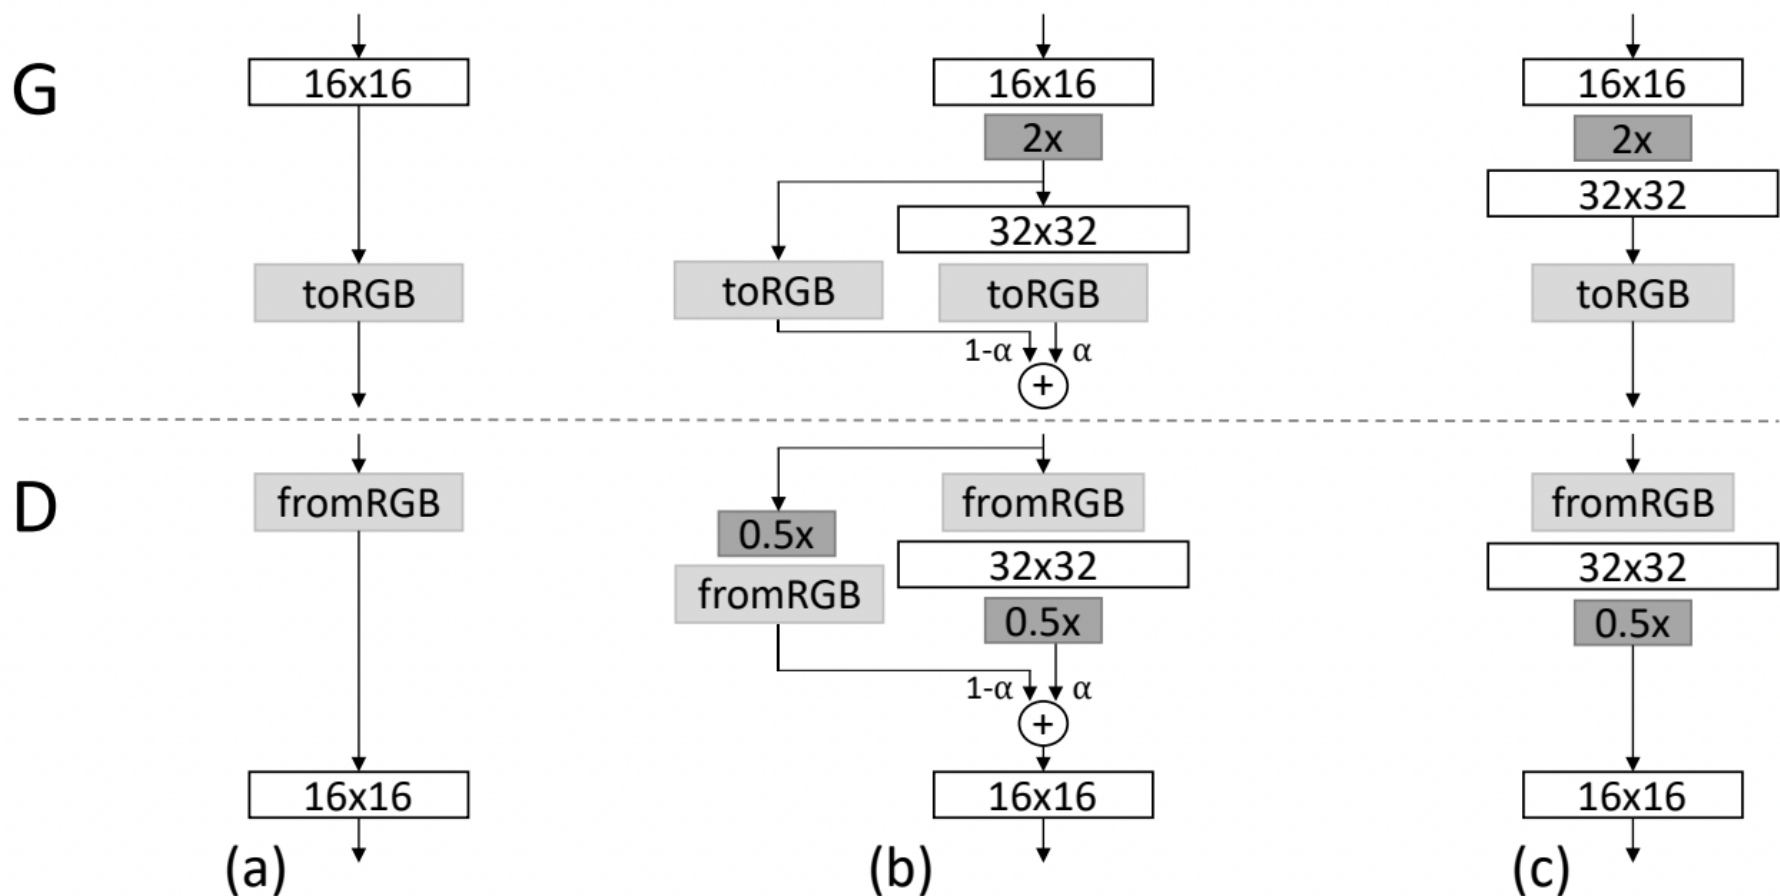 G
16x16
toRGB
16x16
2x
32x32
toRGB
toRGB
1-α
α
+
16x16
2x
32x32
toRGB
D
fromRGB
16x16
(a)
0.5x
fromRGB
fromRGB
32x32
0.5x
1-α
α
+
16x16
(b)
fromRGB
32x32
0.5x
16x16
(c)